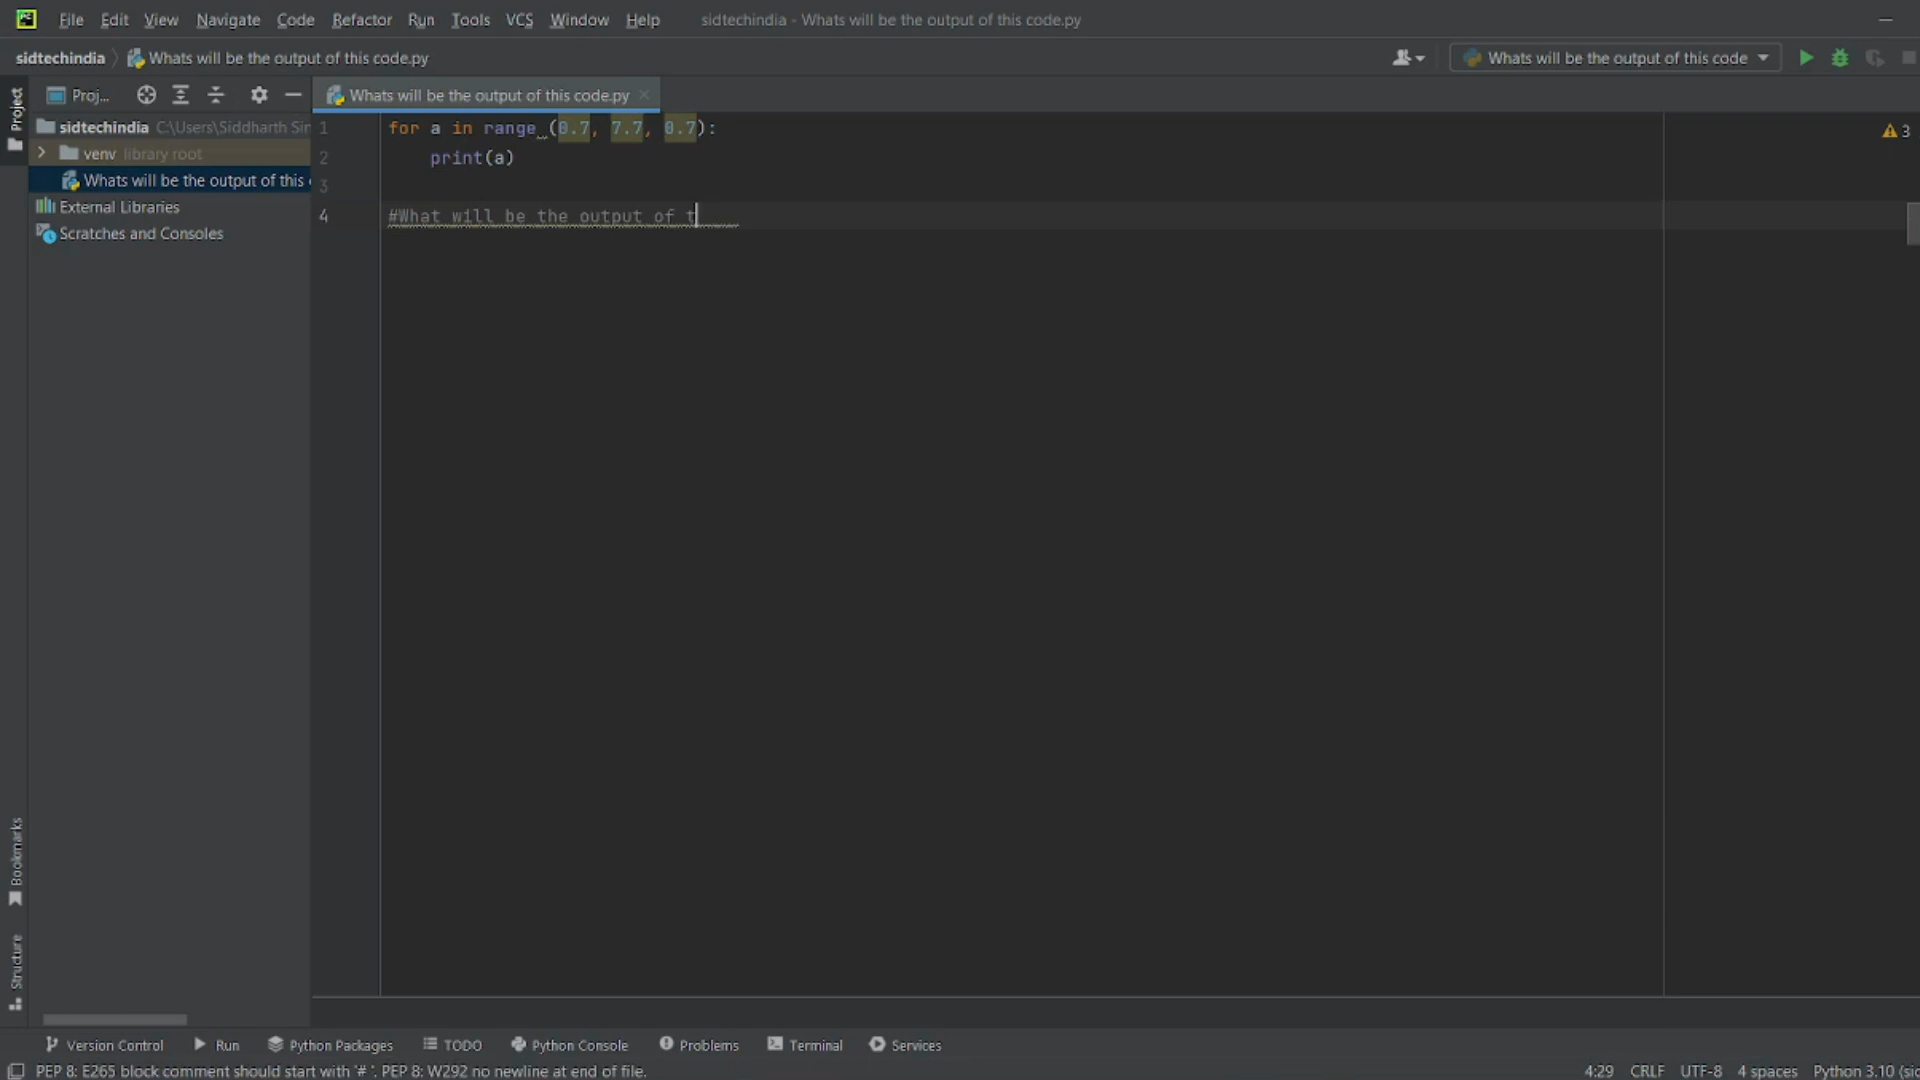 File Edit View Navigate Code Refactor Run Tools VCS Window Help sidtechindia - Whats will be the output of this code.py
sidtechindia Whats will be the output of this code.py Whats will be the output of this code
Project Proj... Whats will be the output of this code.py
sidtechindia C:\Users\Siddharth Sin
venv library root
Whats will be the output of this
External Libraries
Scratches and Consoles
1 for a in range (0.7, 7.7, 0.7):
2 print(a)
3
4 #What will be the output of t
3
Bookmarks
Structure
Version Control Run Python Packages TODO Python Console Problems Terminal Services
PEP 8: E265 block comment should start with '# '. PEP 8: W292 no newline at end of file. 4:29 CRLF UTF-8 4 spaces Python 3.10 (sid